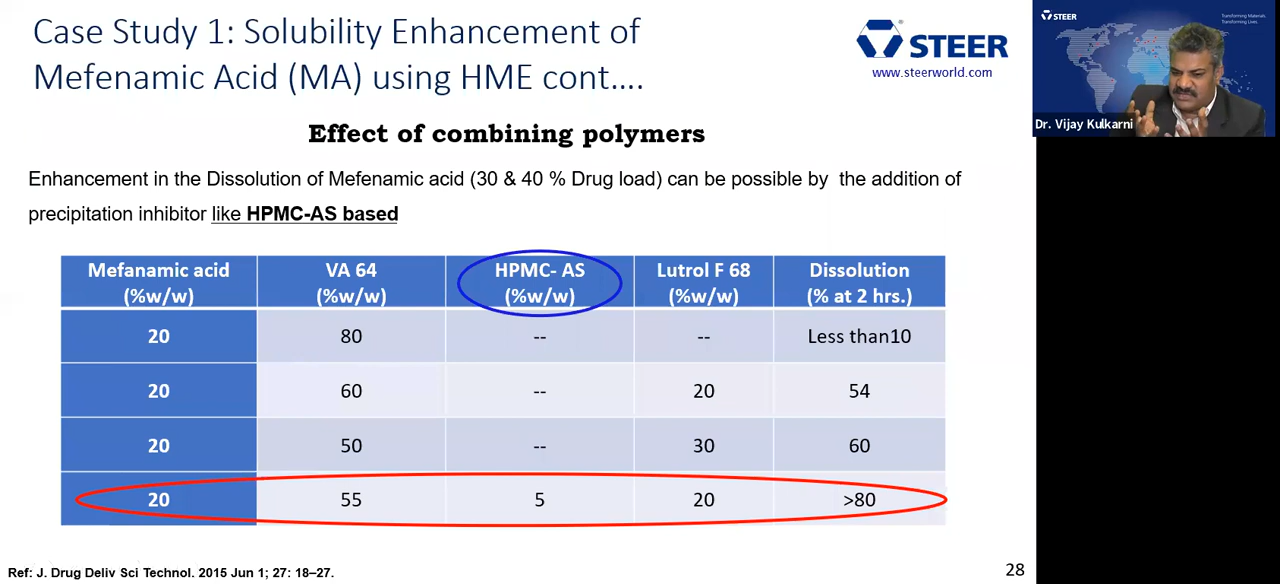 Case Study 1: Solubility Enhancement of
Mefenamic Acid (MA) using HME cont....
STEER
www.steerworld.com
STEER
Transforming Materials,
Transforming Lives.
Dr. Vijay Kulkarni
Effect of combining polymers
Enhancement in the Dissolution of Mefenamic acid (30 & 40 % Drug load) can be possible by the addition of
precipitation inhibitor like HPMC-AS based
Mefanamic acid (%w/w) VA 64 (%w/w) HPMC- AS (%w/w) Lutrol F 68 (%w/w) Dissolution (% at 2 hrs.)
20 80 -- -- Less than10
20 60 -- 20 54
20 50 -- 30 60
20 55 5 20 >80
Ref: J. Drug Deliv Sci Technol. 2015 Jun 1; 27: 18–27.
28